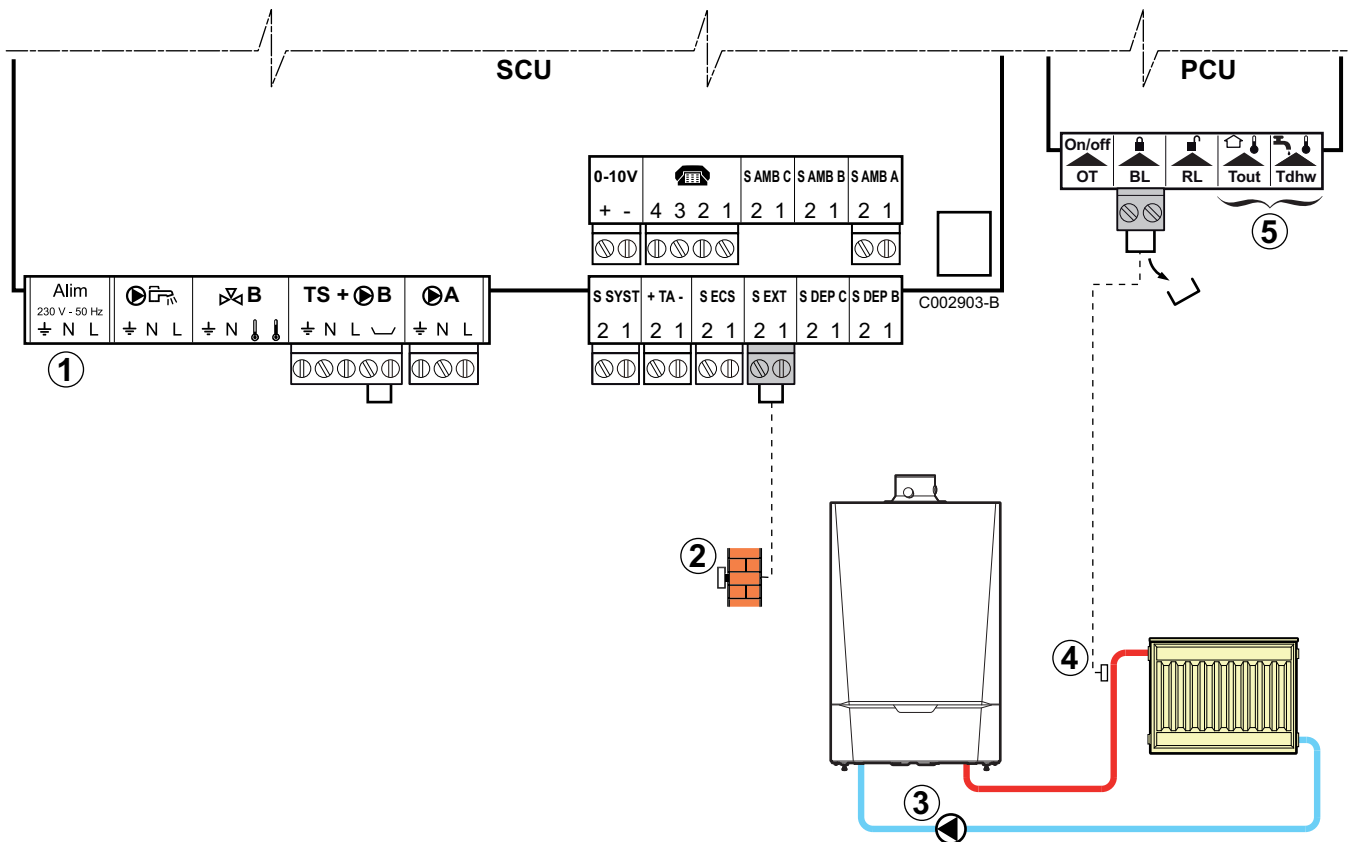 SCU
PCU
On/off
OT BL RL Tout Tdhw
5
0-10V S AMB C S AMB B S AMB A
+ - 4 3 2 1 2 1 2 1 2 1
Alim
230 V - 50 Hz
N L
N L
B
N
TS + B
N L
A
N L
1
S SYST + TA - S ECS S EXT S DEP C S DEP B
2 1 2 1 2 1 2 1 2 1 2 1
C002903-B
2
4
3